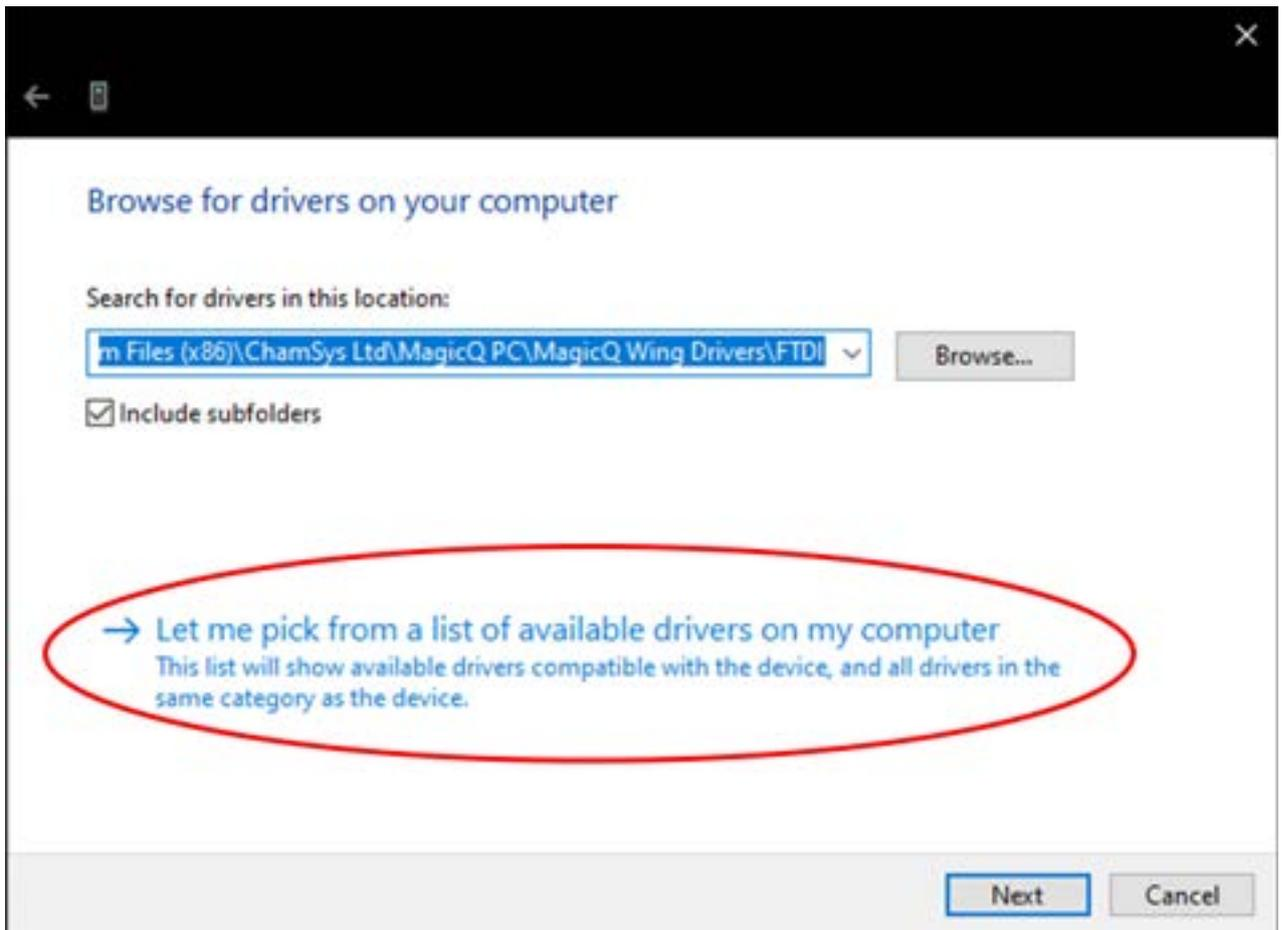 Browse for drivers on your computer
Search for drivers in this location:
m Files (x86)\ChamSys Ltd\MagicQ PC\MagicQ Wing Drivers\FTDI
Browse...
Include subfolders
Let me pick from a list of available drivers on my computer
This list will show available drivers compatible with the device, and all drivers in the
same category as the device.
Next
Cancel